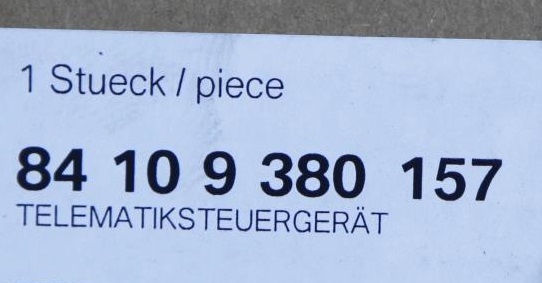 1 Stueck / piece
84 10 9 380 157
TELEMATIKSTEUERGERÄT